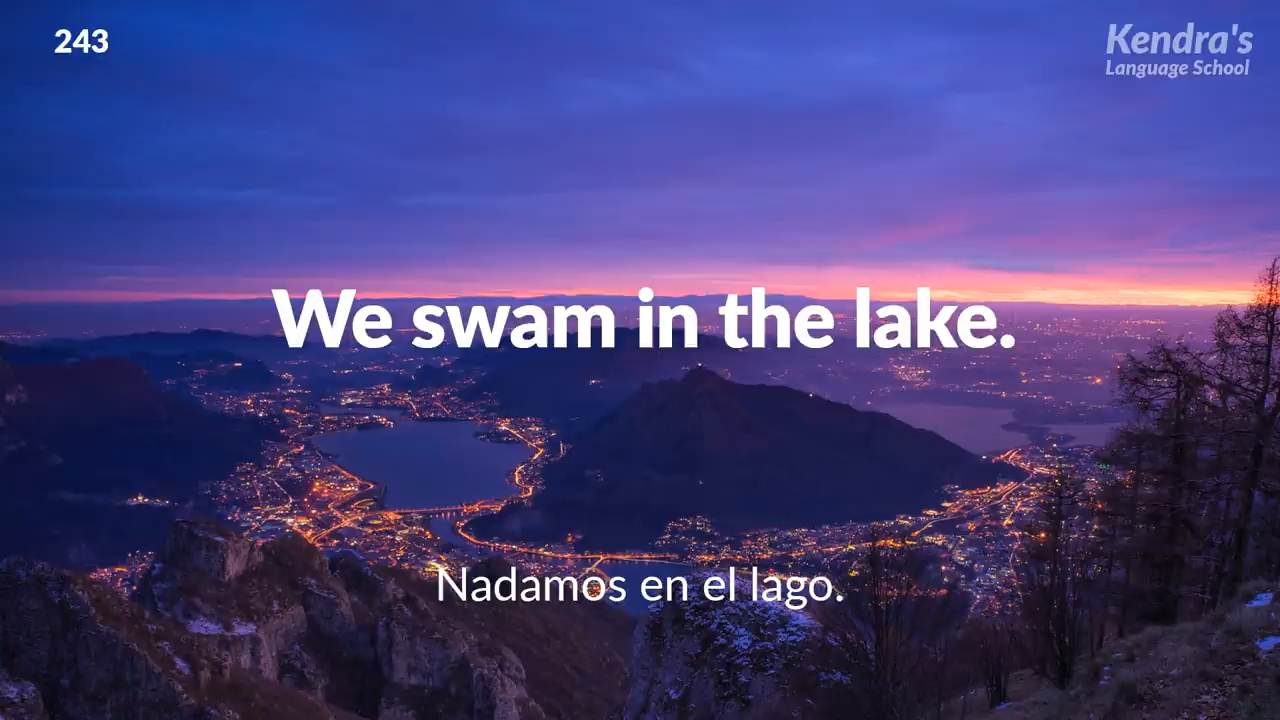 243
Kendra's
Language School
We swam in the lake.
Nadamos en el lago.